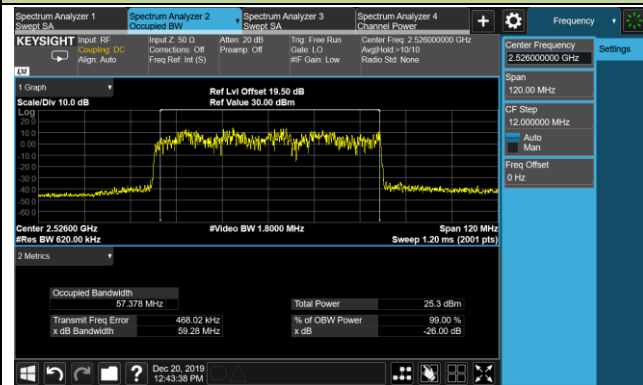 Spectrum Analyzer 1
Swept SA
Spectrum Analyzer 2
Occupied BW
Spectrum Analyzer 3
Swept SA
Spectrum Analyzer 4
Channel Power
+
Frequency
KEYSIGHT
LXI
Input: RF
Coupling: DC
Align: Auto
Input Z: 50 Ω
Corrections: Off
Freq Ref: Int (S)
Atten: 20 dB
Preamp: Off
Trig: Free Run
Gate: LO
#IF Gain: Low
Center Freq: 2.526000000 GHz
Avg|Hold:>10/10
Radio Std: None
Center Frequency
2.526000000 GHz
Settings
Span
120.00 MHz
CF Step
12.000000 MHz
Auto
Man
Freq Offset
0 Hz
1 Graph
Scale/Div 10.0 dB
Ref Lvl Offset 19.50 dB
Ref Value 30.00 dBm
Log
20.0
10.0
0.00
-10.0
-20.0
-30.0
-40.0
-50.0
-60.0
Center 2.52600 GHz
#Res BW 620.00 kHz
#Video BW 1.8000 MHz
Span 120 MHz
Sweep 1.20 ms (2001 pts)
2 Metrics
Occupied Bandwidth
57.378 MHz
Total Power 25.3 dBm
Transmit Freq Error 468.02 kHz
% of OBW Power 99.00 %
x dB Bandwidth 59.28 MHz
x dB -26.00 dB
?
Dec 20, 2019
12:43:38 PM